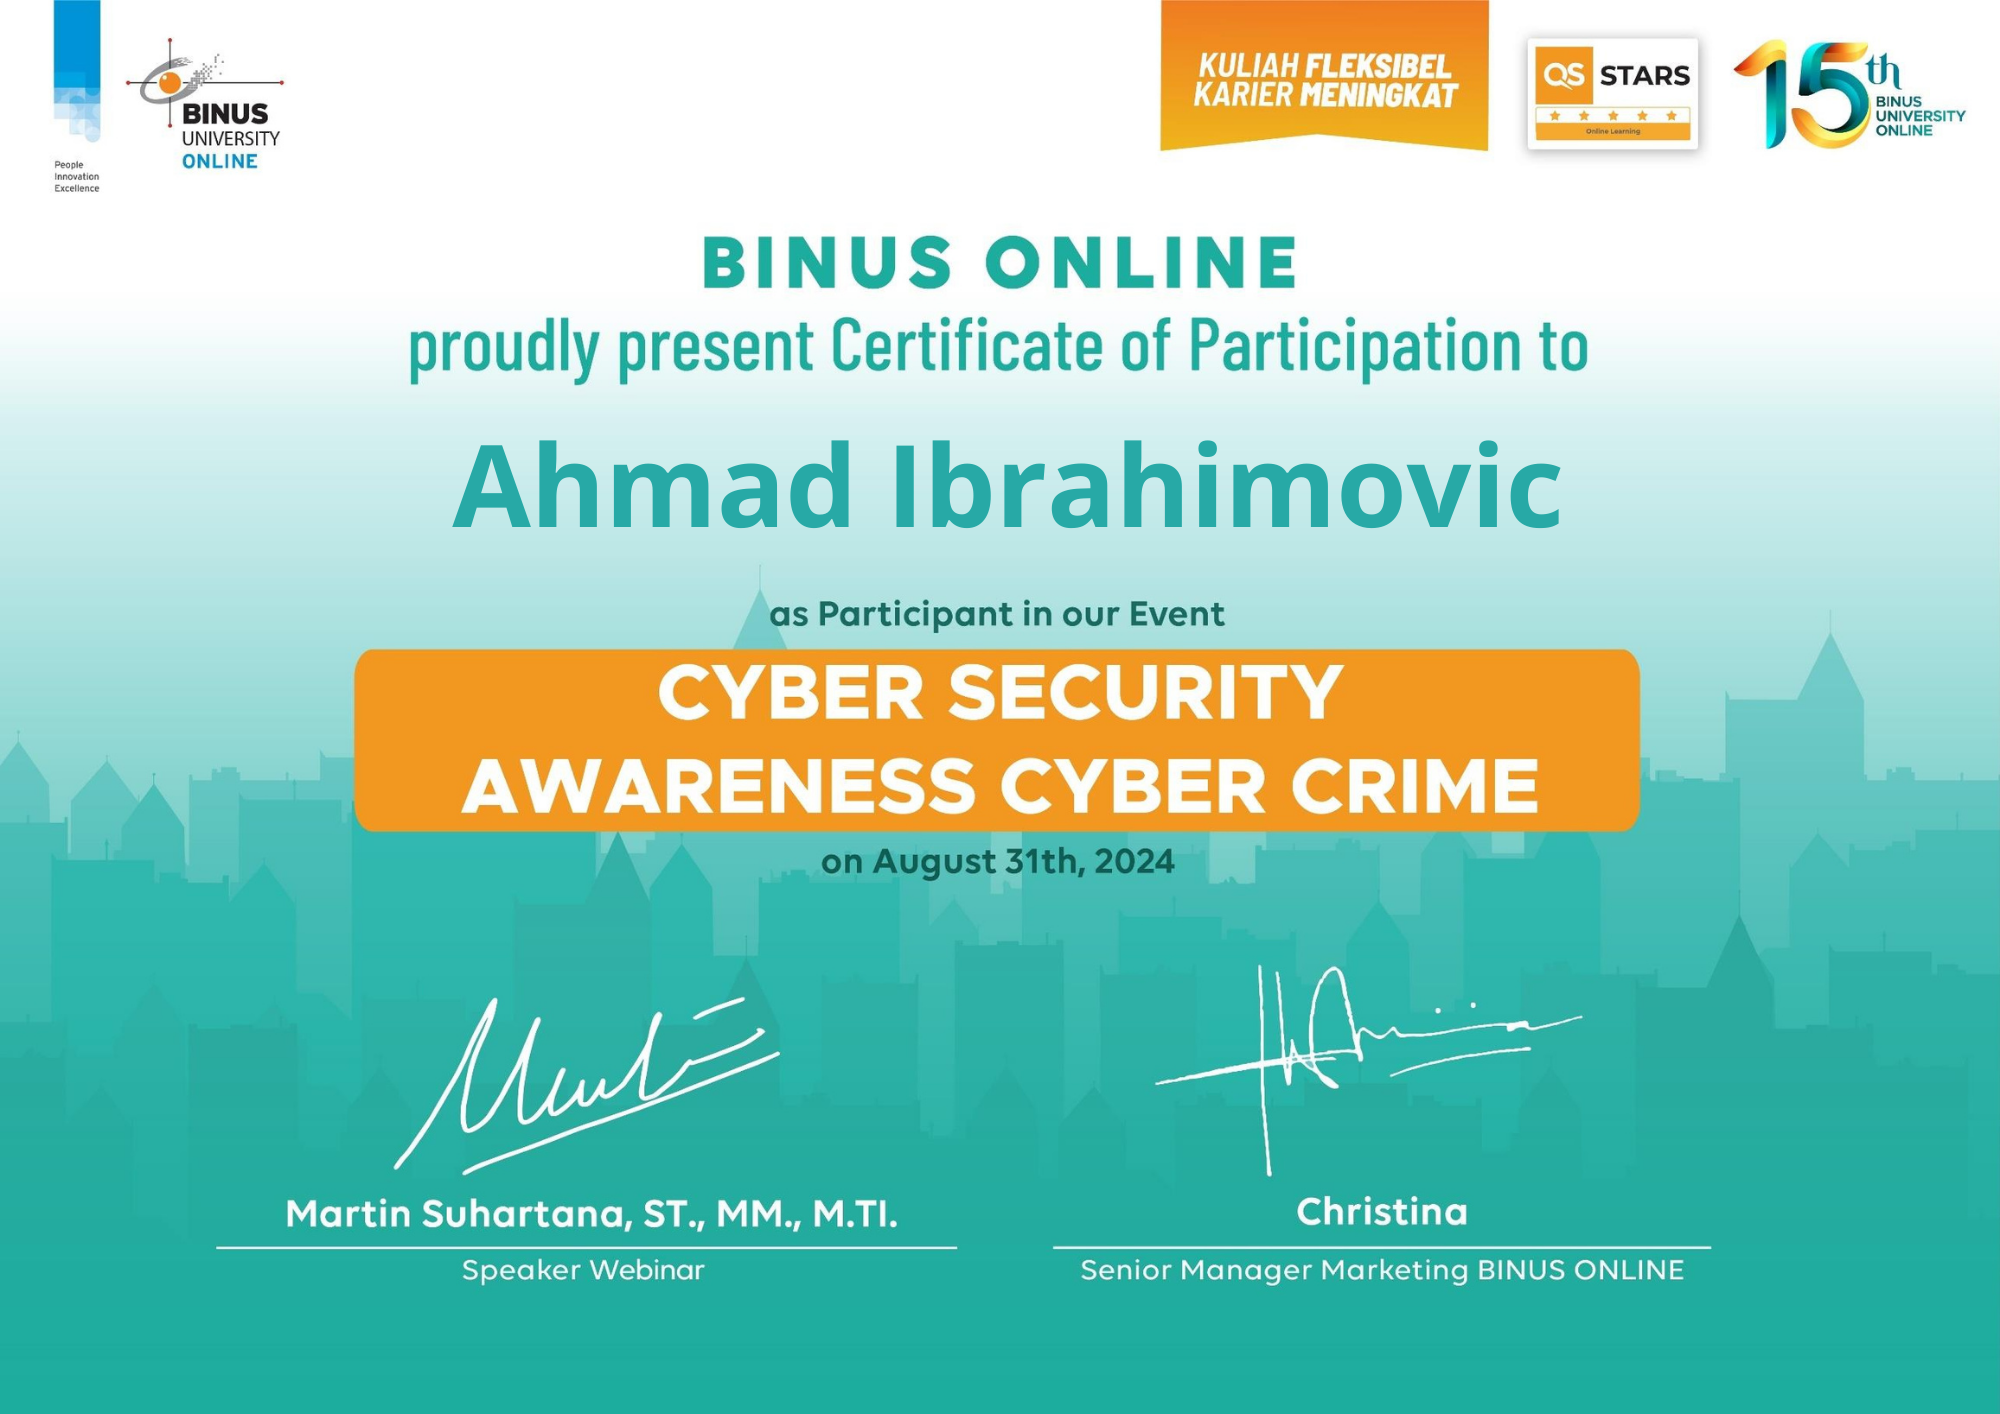 People
Innovation
Excellence
BINUS
UNIVERSITY
ONLINE
KULIAH FLEKSIBEL
KARIER MENINGKAT
QS STARS
Online Learning
15th
BINUS
UNIVERSITY
ONLINE
BINUS ONLINE
proudly present Certificate of Participation to
Ahmad Ibrahimovic
as Participant in our Event
CYBER SECURITY
AWARENESS CYBER CRIME
on August 31th, 2024
Martin Suhartana, ST., MM., M.TI.
Speaker Webinar
Christina
Senior Manager Marketing BINUS ONLINE